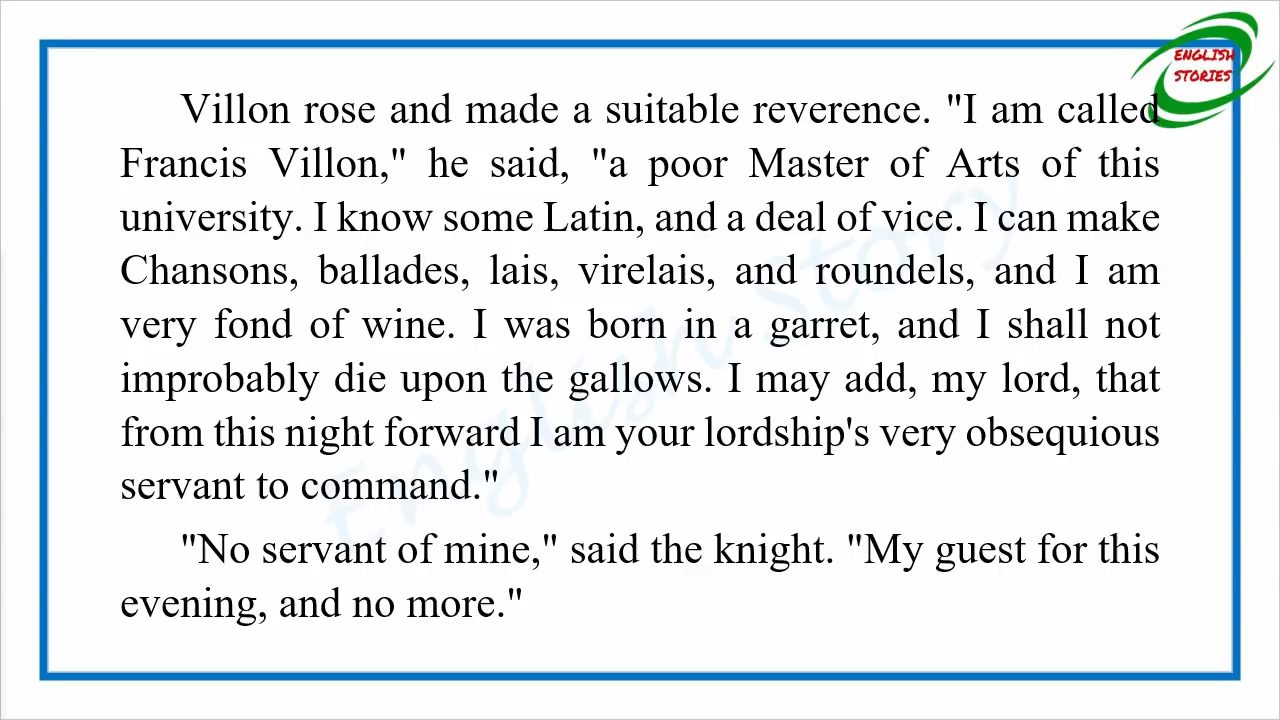 ENGLISH
STORIES
Villon rose and made a suitable reverence. "I am called
Francis Villon," he said, "a poor Master of Arts of this
university. I know some Latin, and a deal of vice. I can make
Chansons, ballades, lais, virelais, and roundels, and I am
very fond of wine. I was born in a garret, and I shall not
improbably die upon the gallows. I may add, my lord, that
from this night forward I am your lordship's very obsequious
servant to command."
"No servant of mine," said the knight. "My guest for this
evening, and no more."
English Story